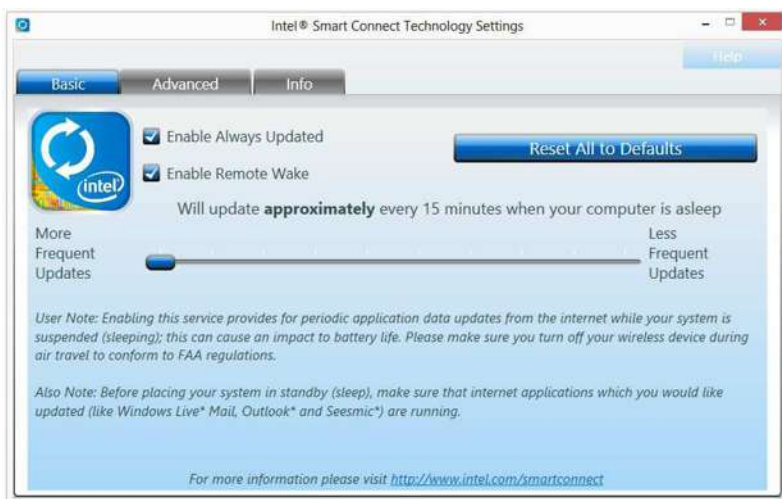 Intel® Smart Connect Technology Settings
Help
Basic Advanced Info
Enable Always Updated
Reset All to Defaults
Enable Remote Wake
intel
Will update approximately every 15 minutes when your computer is asleep
More
Frequent
Updates
Less
Frequent
Updates
User Note: Enabling this service provides for periodic application data updates from the internet while your system is
suspended (sleeping); this can cause an impact to battery life. Please make sure you turn off your wireless device during
air travel to conform to FAA regulations.
Also Note: Before placing your system in standby (sleep), make sure that internet applications which you would like
updated (like Windows Live* Mail, Outlook* and Seesmic*) are running.
For more information please visit http://www.intel.com/smartconnect